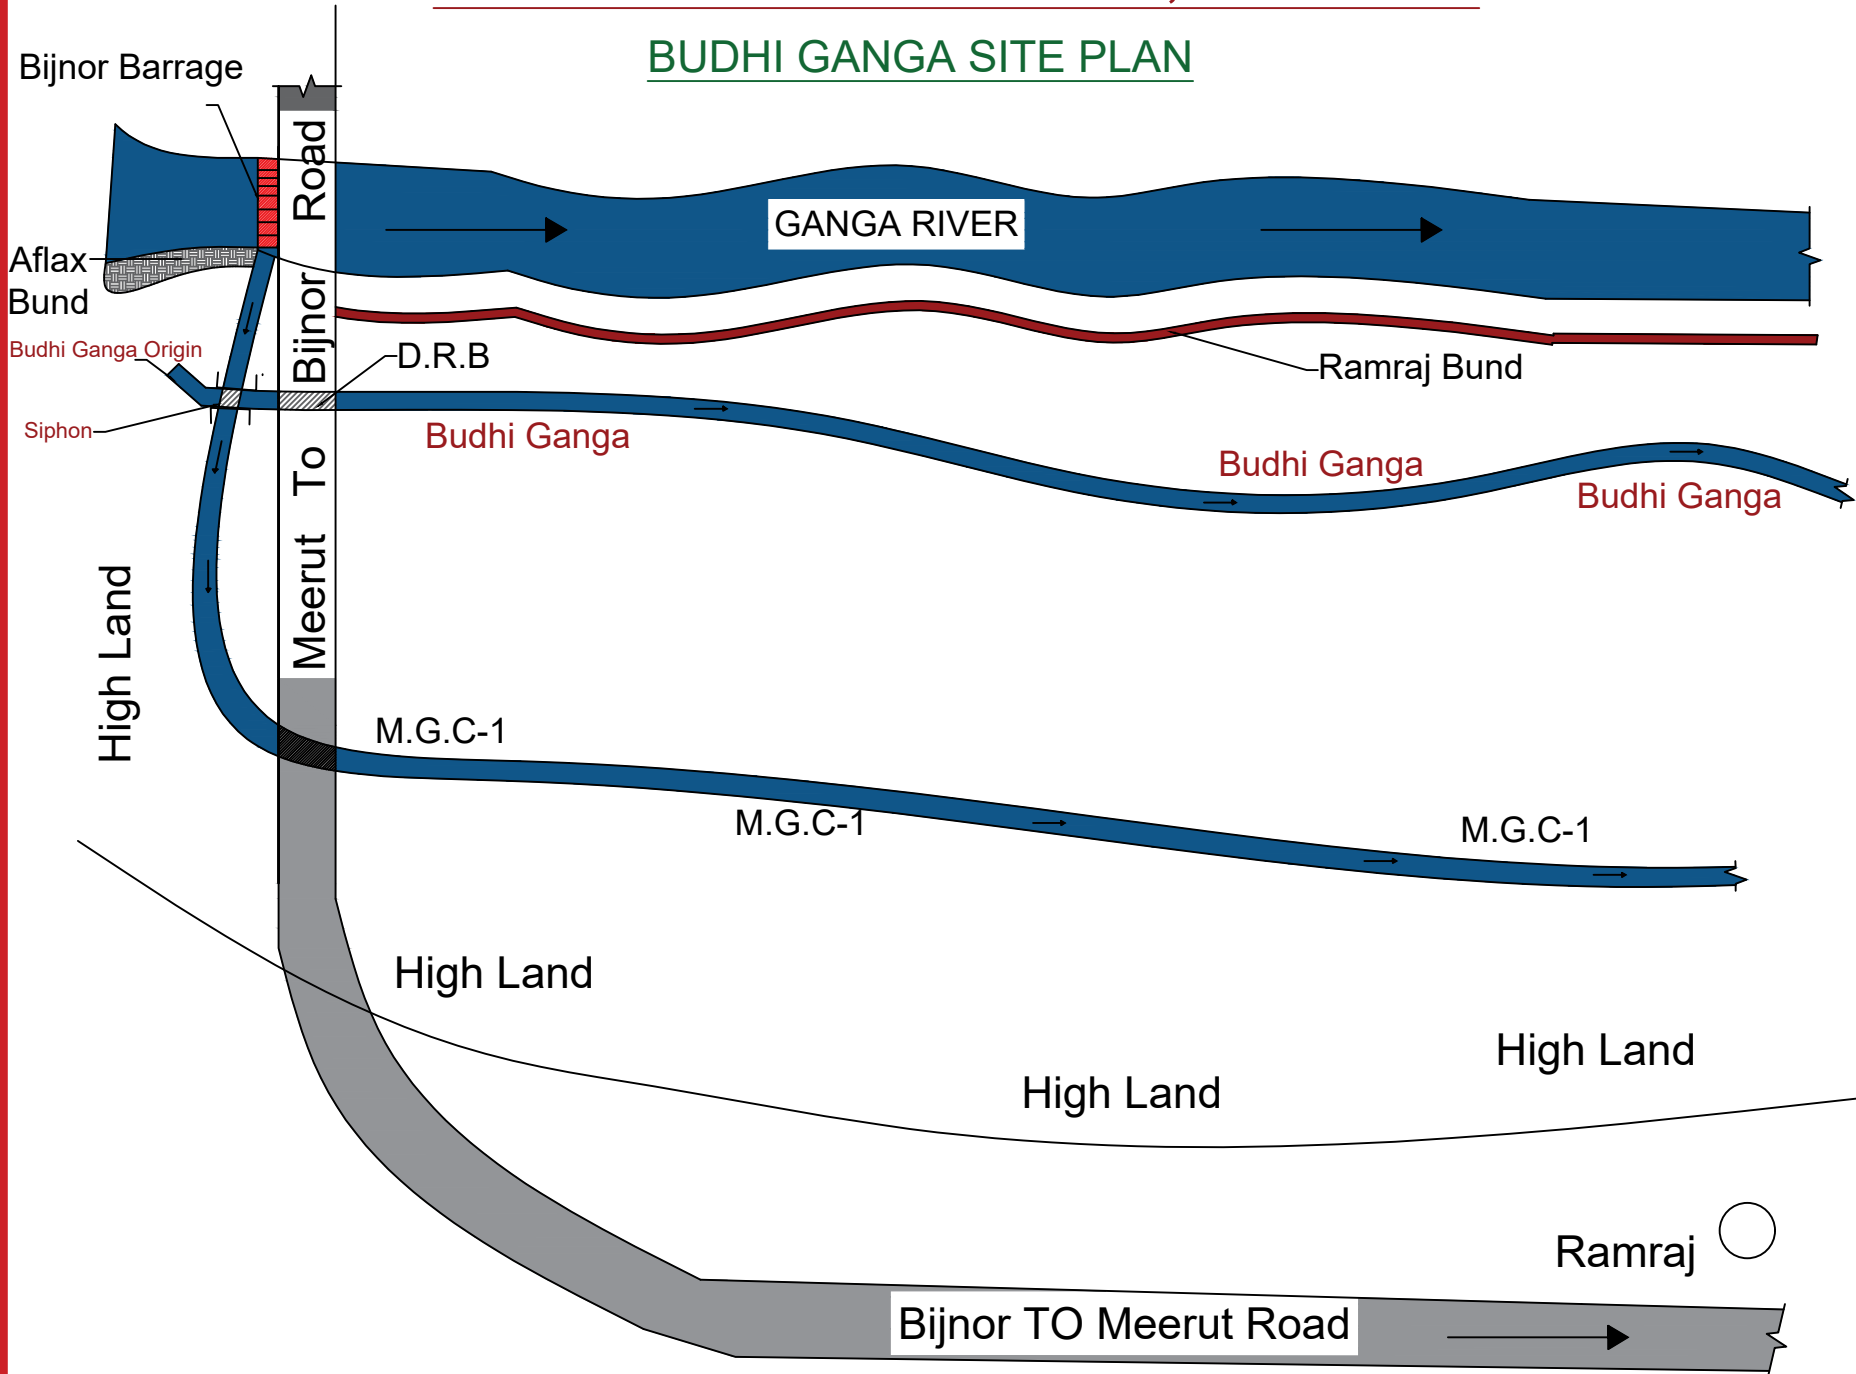 BUDHI GANGA SITE PLAN
Bijnor Barrage
Meerut To Bijnor Road
GANGA RIVER
Aflax
Bund
Budhi Ganga Origin
D.R.B
Ramraj Bund
Siphon
Budhi Ganga
Budhi Ganga
Budhi Ganga
High Land
M.G.C-1
M.G.C-1
M.G.C-1
High Land
High Land
High Land
Ramraj
Bijnor TO Meerut Road